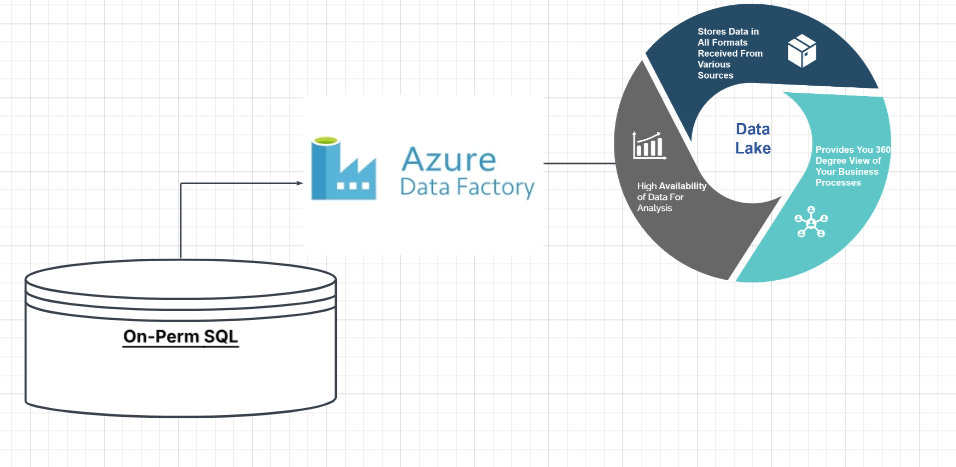 Stores Data in
All Formats
Received From
Various
Sources
Azure
Data Factory
Data
Lake
Provides You 360
Degree View of
Your Business
Processes
High Availability
of Data For
Analysis
On-Perm SQL